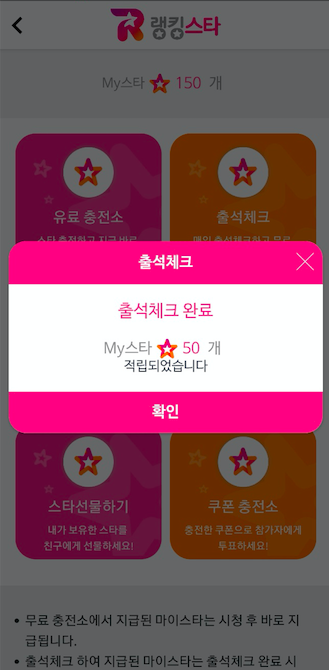 랭킹스타
My스타 150 개
유료 충전소
출석체크
스타 충전하고 지금 바로
매일 출석체크하고 무료
출석체크
출석체크 완료
My스타 50 개
적립되었습니다
확인
스타선물하기
쿠폰 충전소
내가 보유한 스타를
친구에게 선물하세요!
충전한 쿠폰으로 참가자에게
투표하세요!
• 무료 충전소에서 지급된 마이스타는 시청 후 바로 지
급됩니다.
• 출석체크 하여 지급된 마이스타는 출석체크 완료 시